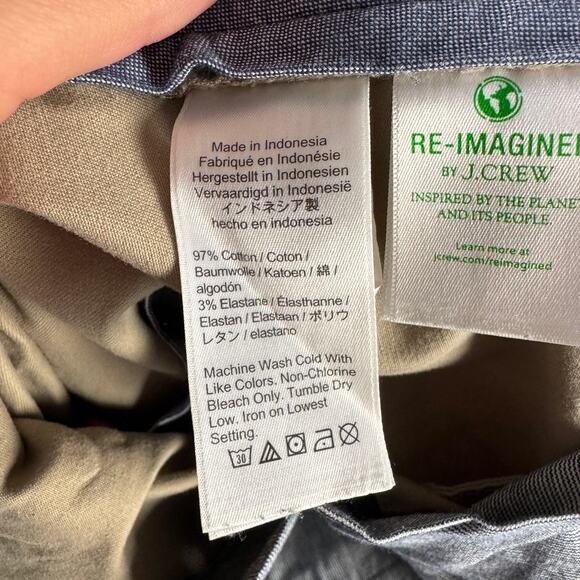 Made in Indonesia
Fabriqué en Indonésie
Hergestellt in Indonesien
Vervaardigd in Indonesië
インドネシア製
hecho en indonesia
97% Cotton / Coton /
Baumwolle / Katoen / 綿 /
algodón
3% Elastane / Élasthanne /
Elastan / Elastaan / ポリウ
レタン / elastano
Machine Wash Cold With
Like Colors. Non-Chlorine
Bleach Only. Tumble Dry
Low. Iron on Lowest
Setting.
30
RE-IMAGINED
BY J.CREW
INSPIRED BY THE PLANET
AND ITS PEOPLE
Learn more at
jcrew.com/reimagined